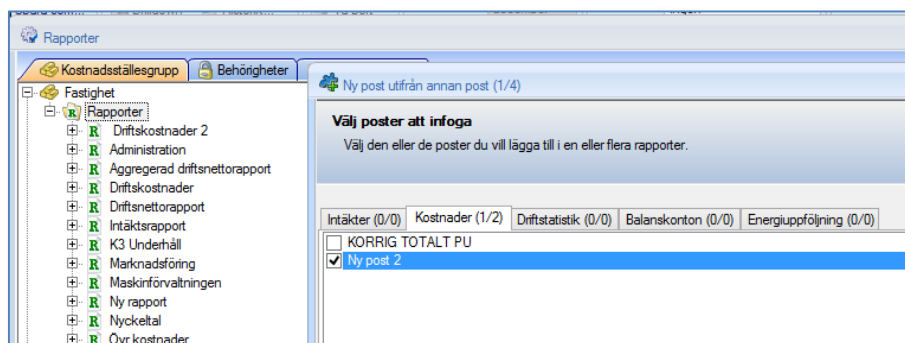 Rapporter
Kostnadsställesgrupp
Behörigheter
Fastighet
Rapporter
Driftskostnader 2
Administration
Aggregerad driftsnettorapport
Driftskostnader
Driftsnettorapport
Intäktsrapport
K3 Underhåll
Marknadsföring
Maskinförvaltningen
Ny rapport
Nyckeltal
Övr kostnader
Ny post utifrån annan post (1/4)
Välj poster att infoga
Välj den eller de poster du vill lägga till i en eller flera rapporter.
Intäkter (0/0) Kostnader (1/2) Driftstatistik (0/0) Balanskonton (0/0) Energiuppföljning (0/0)
KORRIG TOTALT PU
Ny post 2